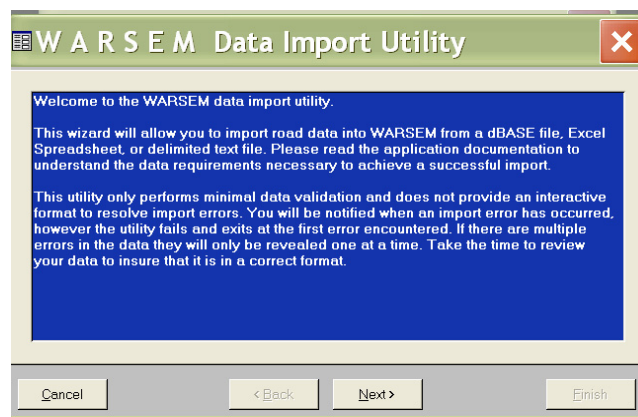 W A R S E M Data Import Utility
Welcome to the WARSEM data import utility.
This wizard will allow you to import road data into WARSEM from a dBASE file, Excel
Spreadsheet, or delimited text file. Please read the application documentation to
understand the data requirements necessary to achieve a successful import.
This utility only performs minimal data validation and does not provide an interactive
format to resolve import errors. You will be notified when an import error has occurred,
however the utility fails and exits at the first error encountered. If there are multiple
errors in the data they will only be revealed one at a time. Take the time to review
your data to insure that it is in a correct format.
Cancel < Back Next > Finish